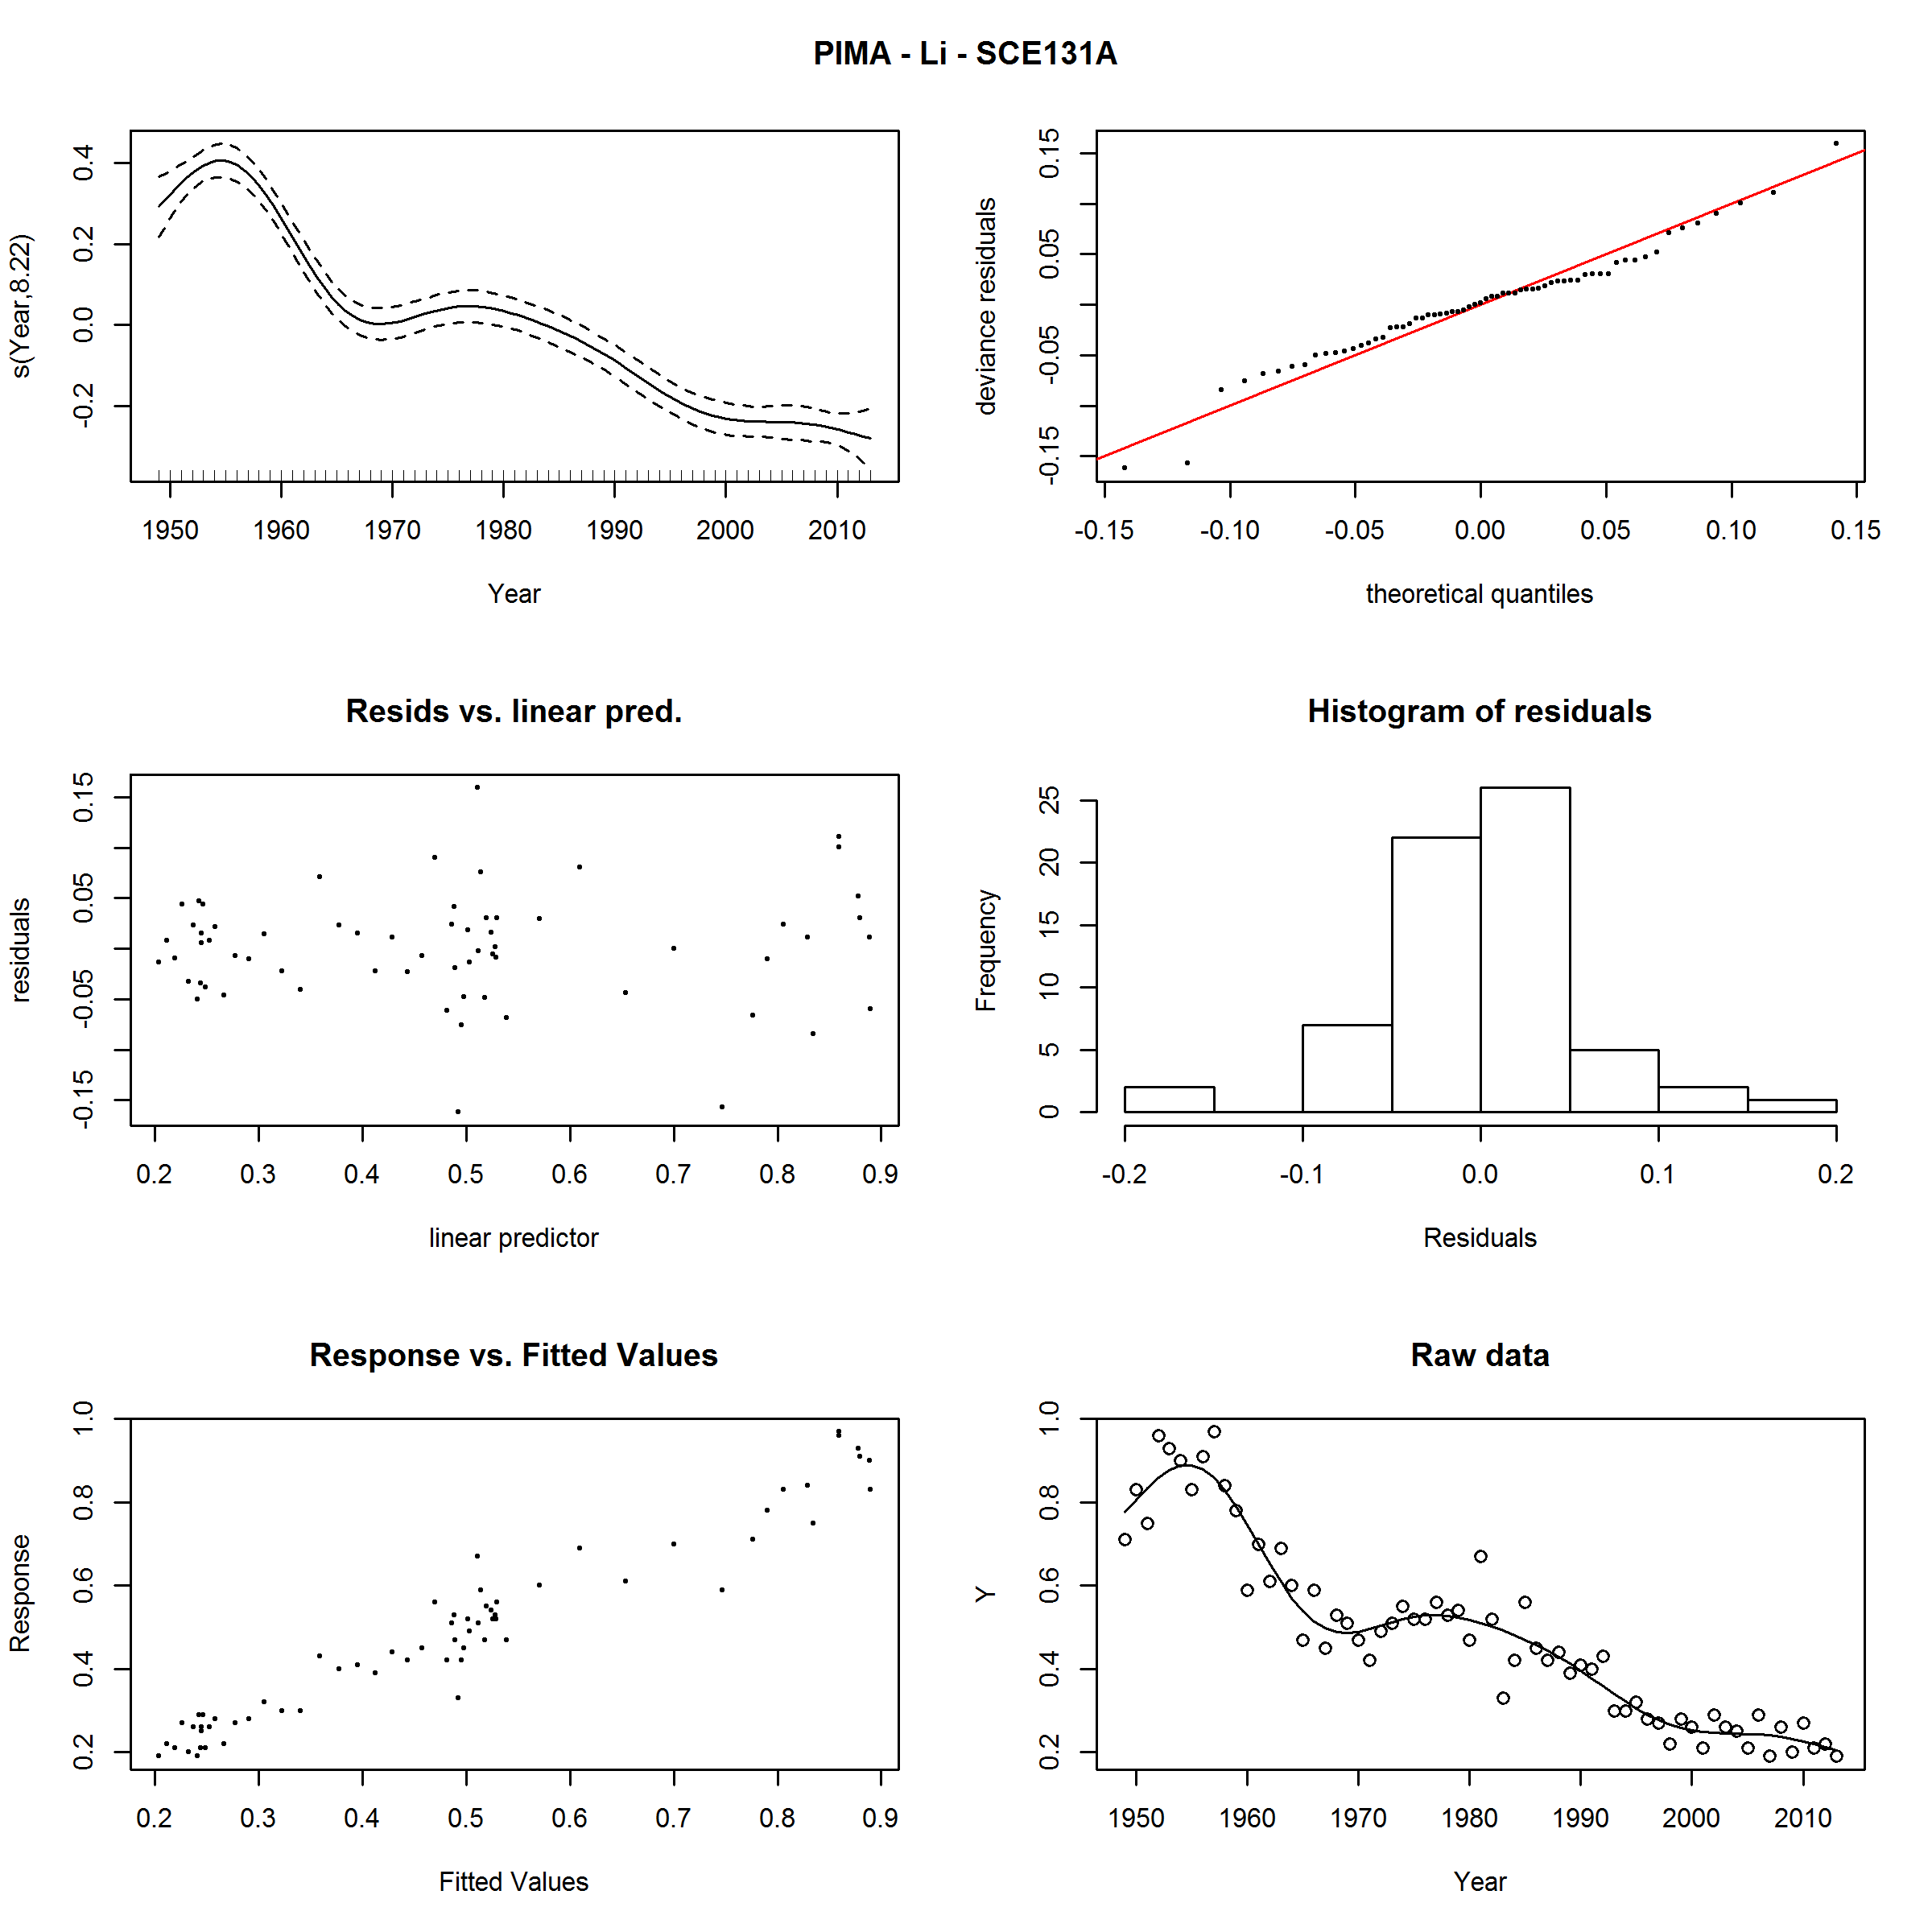 PIMA - Li - SCE131A
s(Year,8.22)
0.4
0.2
0.0
-0.2
1950 1960 1970 1980 1990 2000 2010
Year
deviance residuals
0.15
0.05
-0.05
-0.15
-0.15 -0.10 -0.05 0.00 0.05 0.10 0.15
theoretical quantiles
Resids vs. linear pred.
residuals
0.15
0.05
-0.05
-0.15
0.2 0.3 0.4 0.5 0.6 0.7 0.8 0.9
linear predictor
Histogram of residuals
Frequency
25
20
15
10
5
0
-0.2 -0.1 0.0 0.1 0.2
Residuals
Response vs. Fitted Values
Response
1.0
0.8
0.6
0.4
0.2
0.2 0.3 0.4 0.5 0.6 0.7 0.8 0.9
Fitted Values
Raw data
Y
1.0
0.8
0.6
0.4
0.2
1950 1960 1970 1980 1990 2000 2010
Year